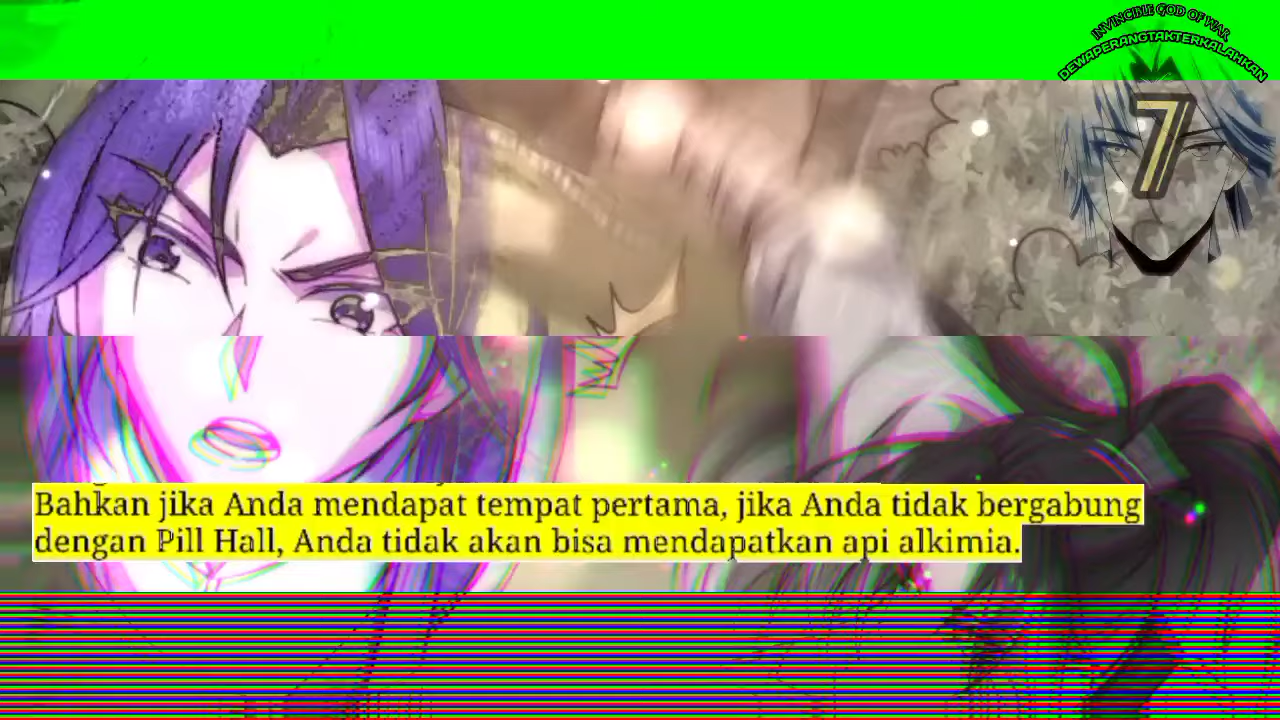 INVINCIBLE GOD OF WAR
DEWAPERANGTAKTERKALAHKAN
7
Bahkan jika Anda mendapat tempat pertama, jika Anda tidak bergabung
dengan Pill Hall, Anda tidak akan bisa mendapatkan api alkimia.